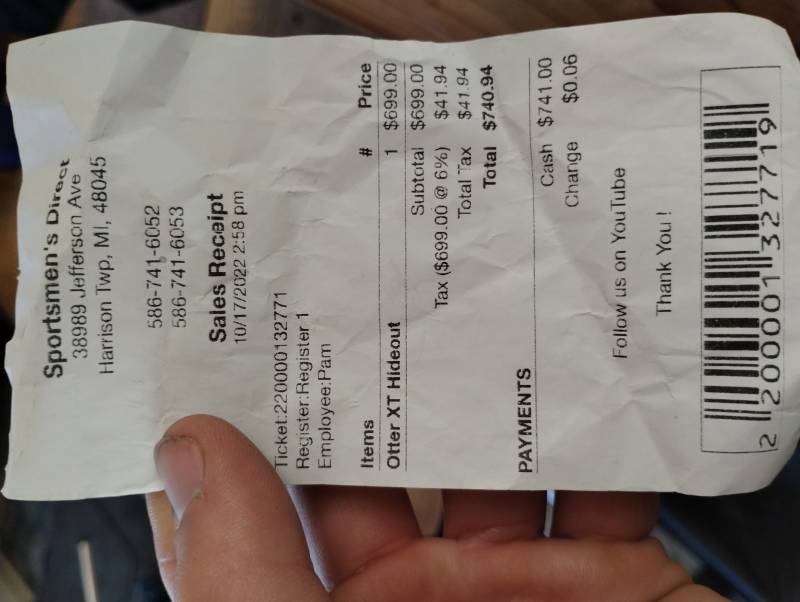 Sportsmen's Direct
38989 Jefferson Ave
Harrison Twp, MI, 48045
586-741-6052
586-741-6053
Sales Receipt
10/17/2022 2:58 pm
Ticket:220000132771
Register:Register 1
Employee:Pam
Items # Price
Otter XT Hideout 1 $699.00
Subtotal $699.00
Tax ($699.00 @ 6%) $41.94
Total Tax $41.94
Total $740.94
PAYMENTS
Cash $741.00
Change $0.06
Follow us on YouTube
Thank You !
2 200001 327719